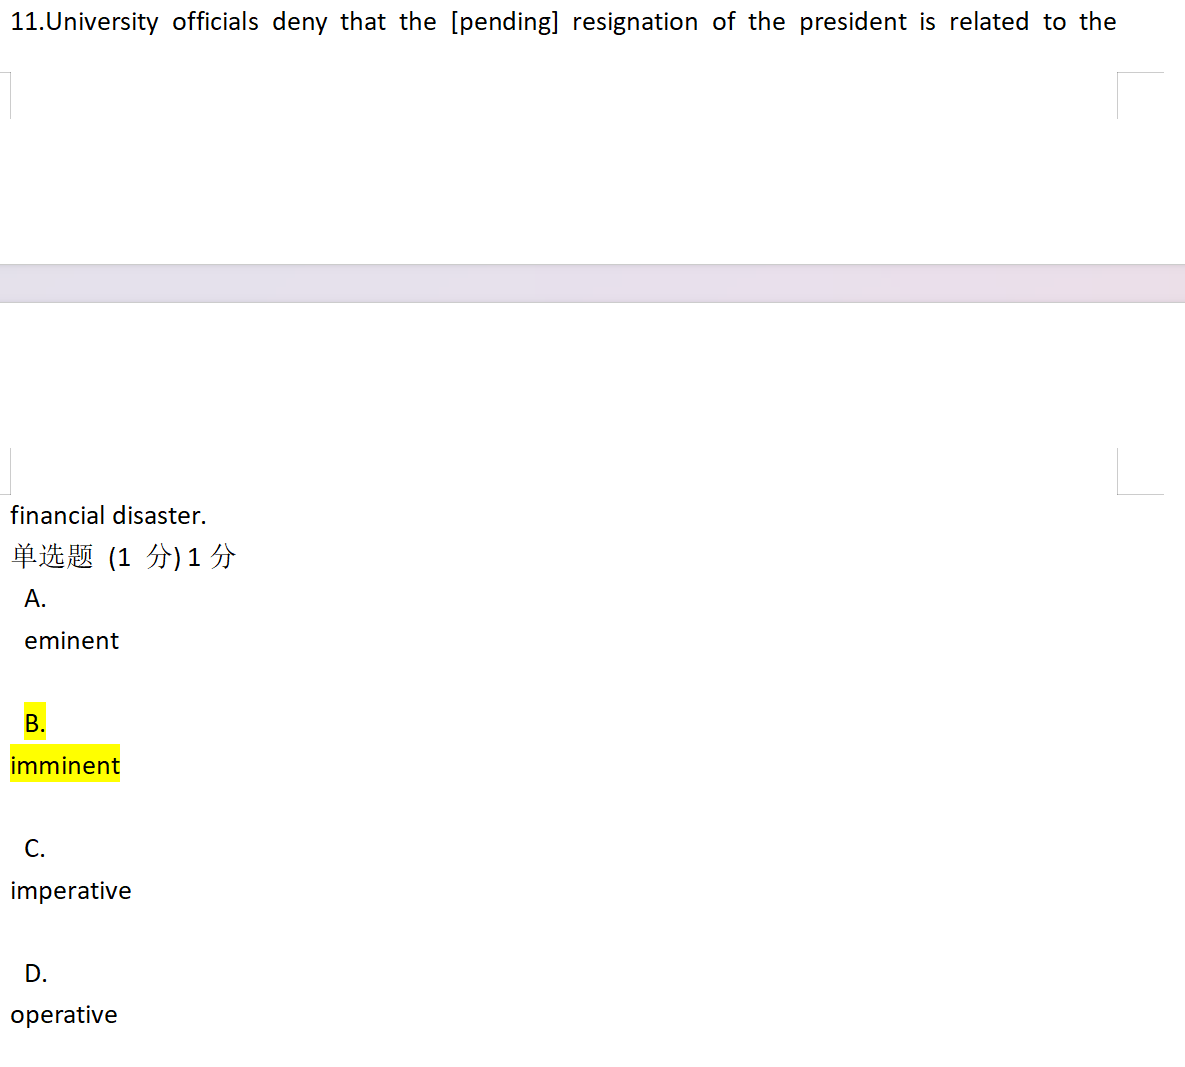 11.University officials deny that the [pending] resignation of the president is related to the
financial disaster.
单选题 (1 分) 1 分
A.
eminent
B.
imminent
C.
imperative
D.
operative